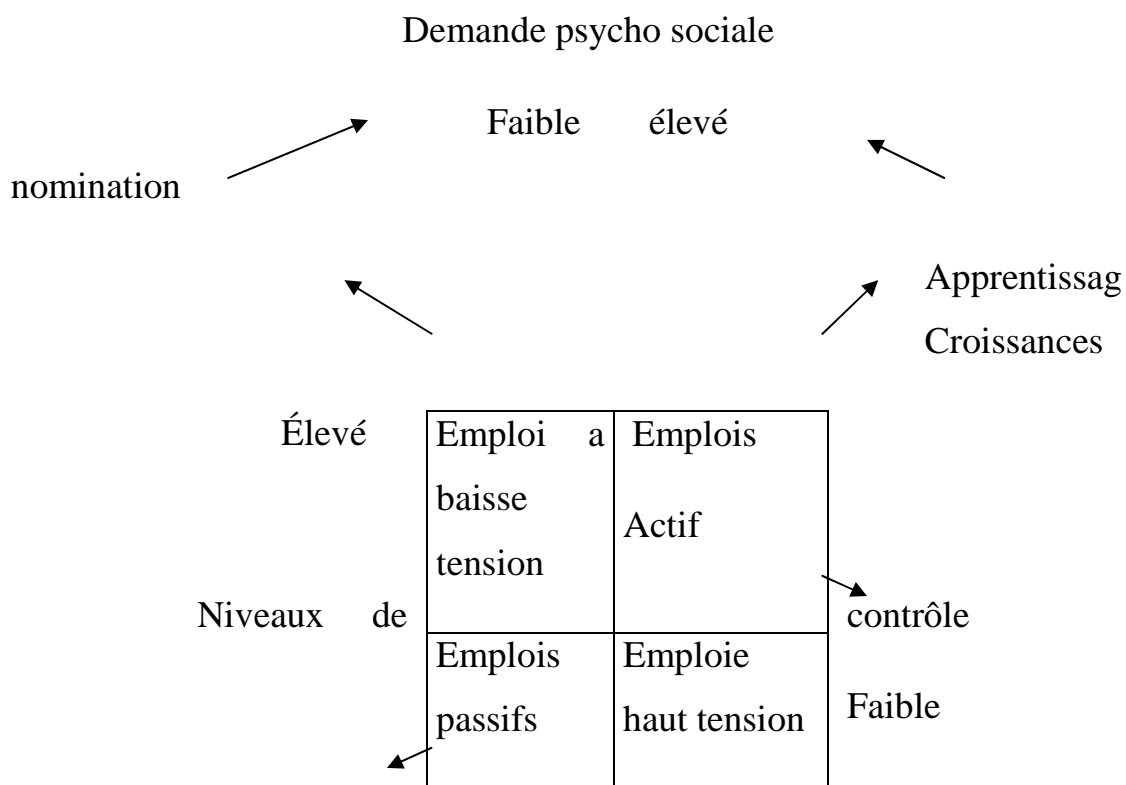 Demande psycho sociale
Faible élevé
nomination
Apprentissag
Croissances
Élevé
Emploi a
baisse
tension
Emplois
Actif
Niveaux de
contrôle
Emplois
passifs
Emploie
haut tension
Faible